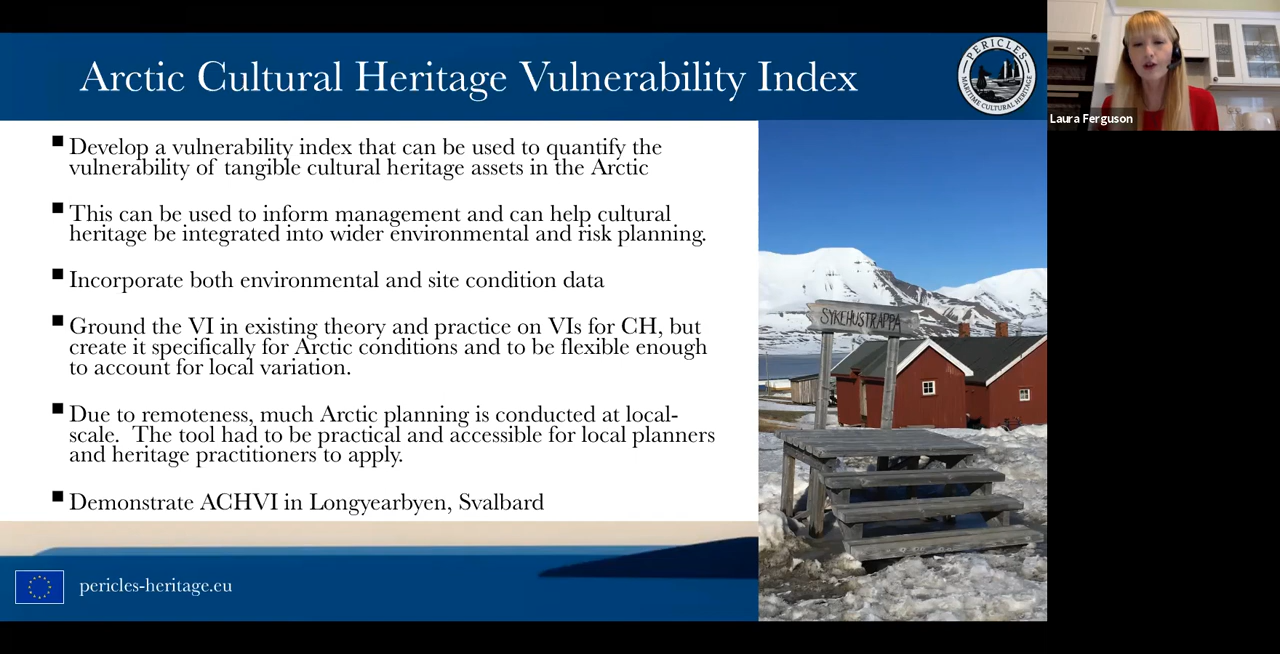 Arctic Cultural Heritage Vulnerability Index
PERICLES
MARITIME CULTURAL HERITAGE
Laura Ferguson
Develop a vulnerability index that can be used to quantify the
vulnerability of tangible cultural heritage assets in the Arctic
This can be used to inform management and can help cultural
heritage be integrated into wider environmental and risk planning.
Incorporate both environmental and site condition data
Ground the VI in existing theory and practice on VIs for CH, but
create it specifically for Arctic conditions and to be flexible enough
to account for local variation.
Due to remoteness, much Arctic planning is conducted at local-
scale. The tool had to be practical and accessible for local planners
and heritage practitioners to apply.
Demonstrate ACHVI in Longyearbyen, Svalbard
SYKEHUSTRAPPA
pericles-heritage.eu